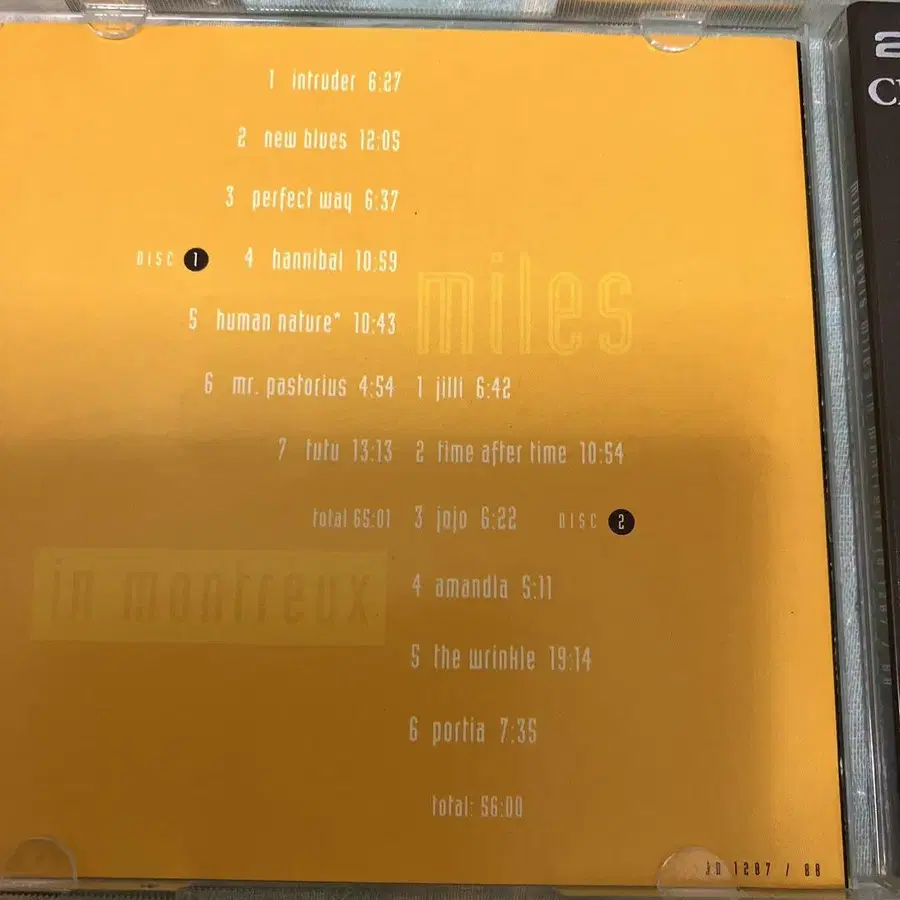 1 intruder 6:27
2 new blues 12:05
3 perfect way 6:37
DISC 1 4 hannibal 10:59
5 human nature* 10:43
6 mr. pastorius 4:54
7 tutu 13:13
total 65:01
miles
1 jilli 6:42
2 time after time 10:54
3 jojo 6:22 DISC 2
4 amandla 5:11
5 the wrinkle 19:14
6 portia 7:35
total: 56:00
in montreux
JD 1287 / 88
miles davis